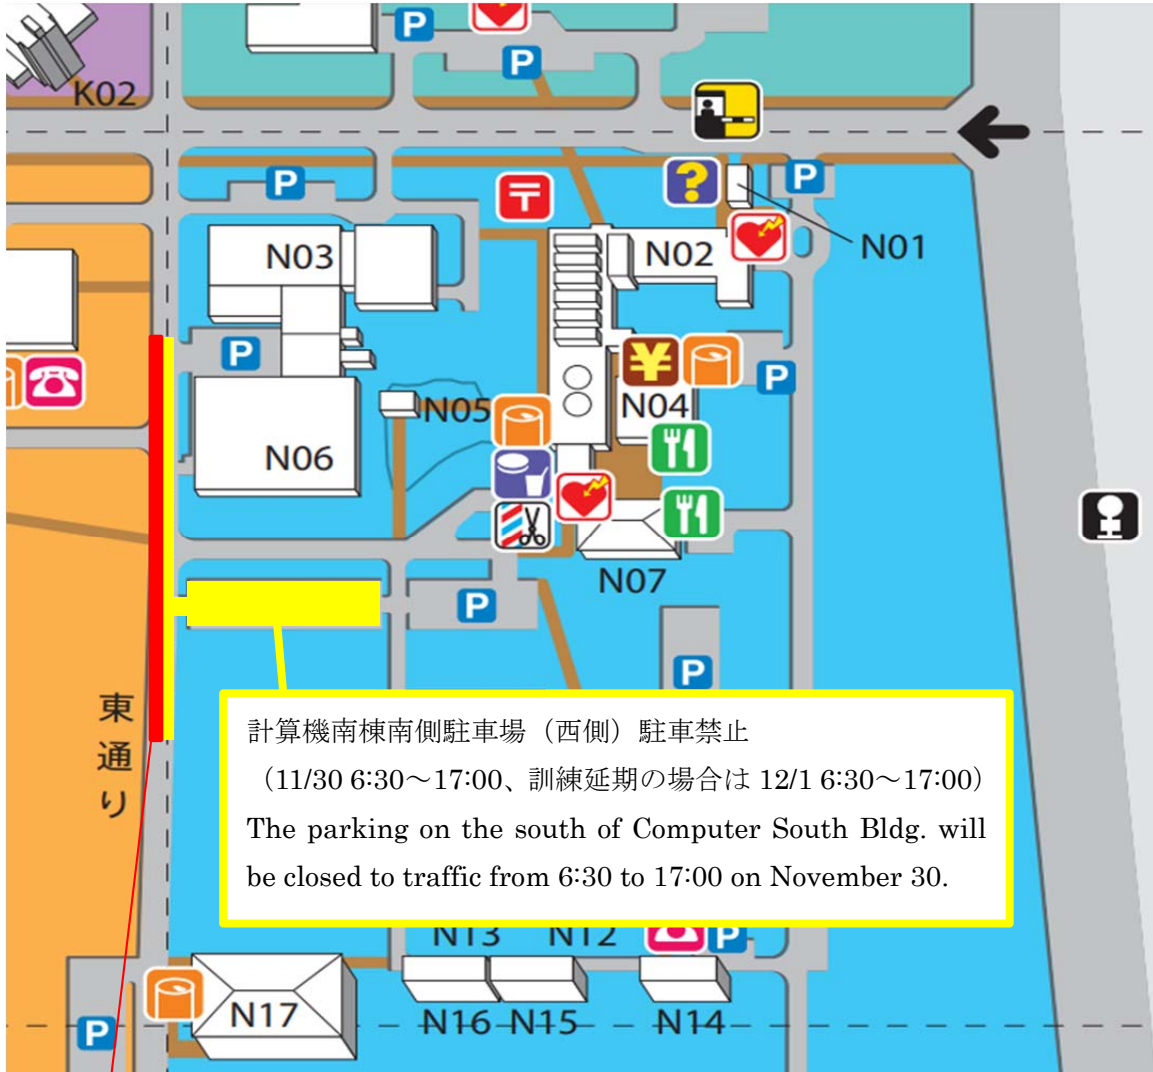 P
P
K02
P
?
P
〒
N03
N02
N01
P
¥
P
N05
N04
N06
N07
P
P
東通り
計算機南棟南側駐車場（西側）駐車禁止
（11/30 6:30～17:00、訓練延期の場合は 12/1 6:30～17:00）
The parking on the south of Computer South Bldg. will
be closed to traffic from 6:30 to 17:00 on November 30.
N13
N12
P
N17
N16
N15
N14
P